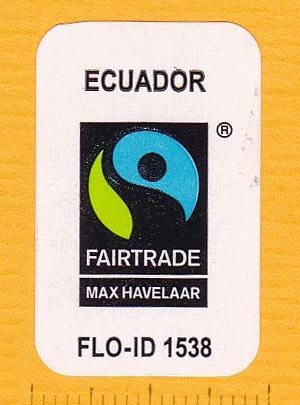 ECUADOR
®
FAIRTRADE
MAX HAVELAAR
FLO-ID 1538